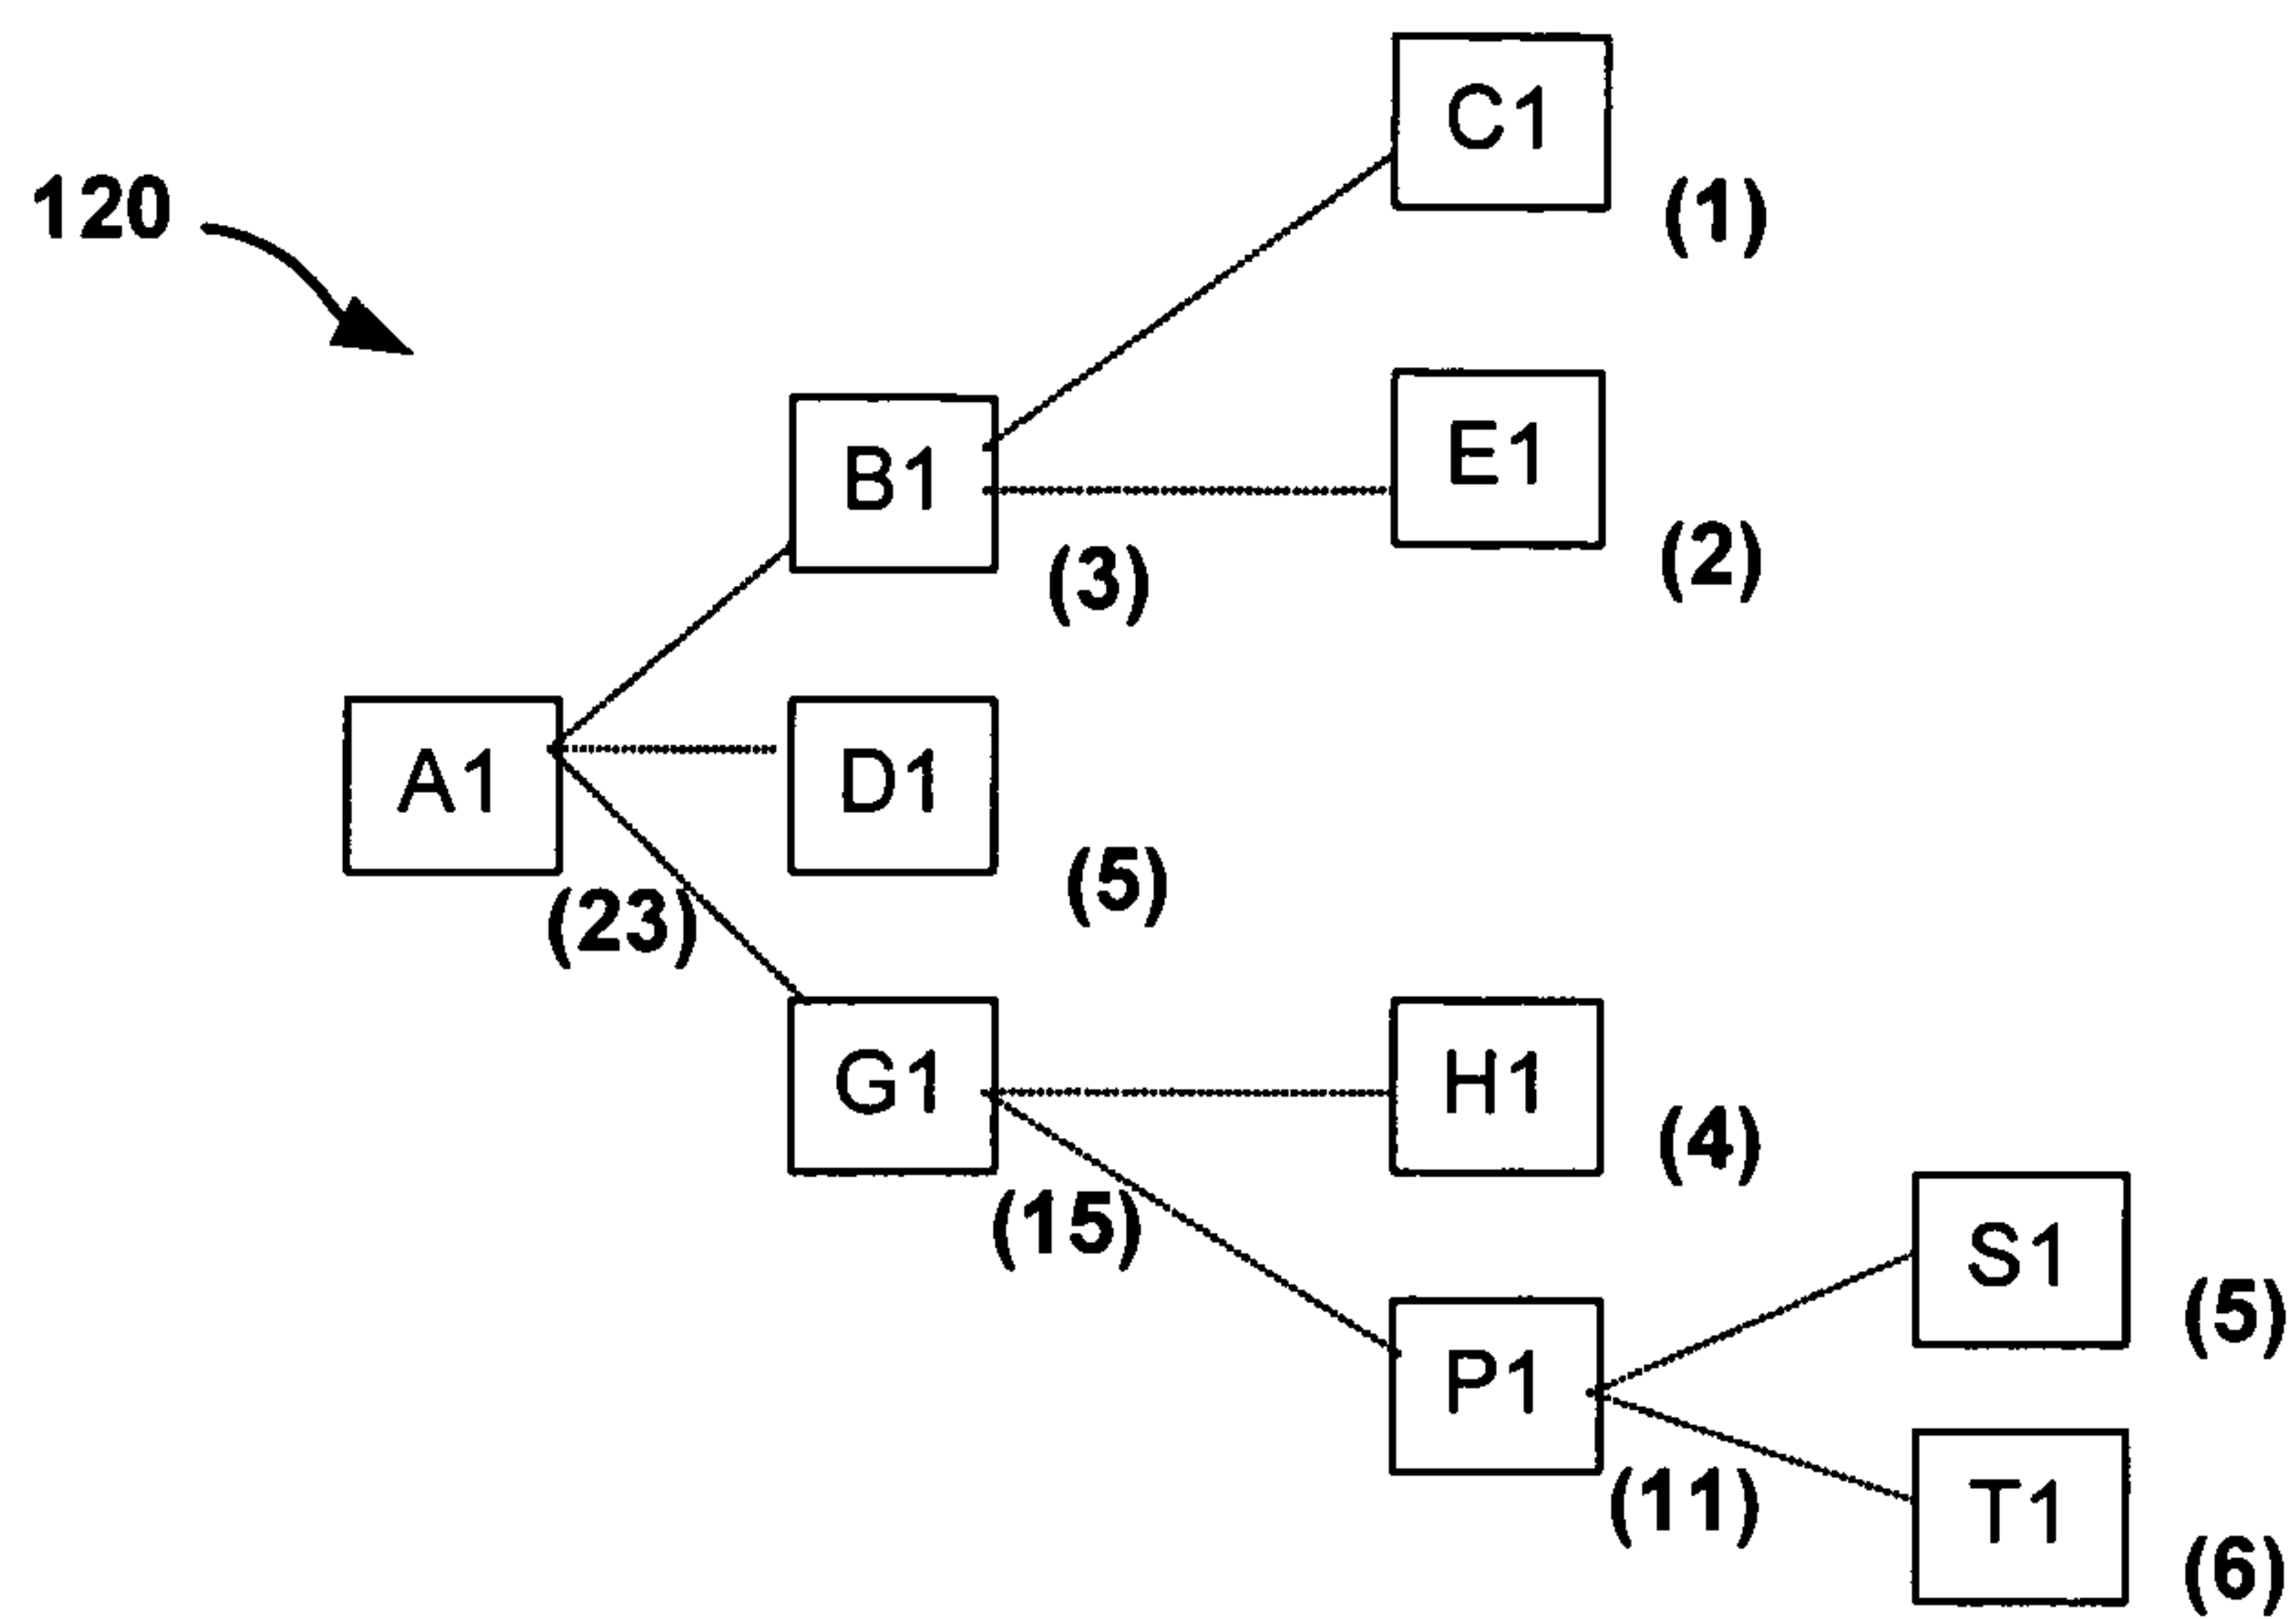 C1
(1)
120
E1
(2)
B1
(3)
A1
(23)
D1
(5)
G1
(15)
H1
(4)
P1
(11)
S1
(5)
T1
(6)